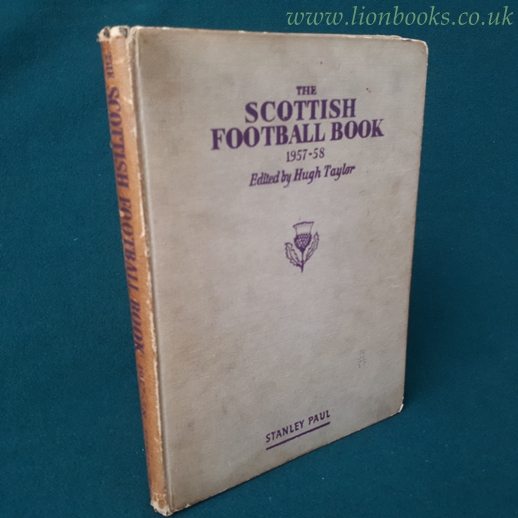 www.lionbooks.co.uk
THE
SCOTTISH
FOOTBALL BOOK
1957-58
Edited by Hugh Taylor
STANLEY PAUL
THE SCOTTISH FOOTBALL BOOK